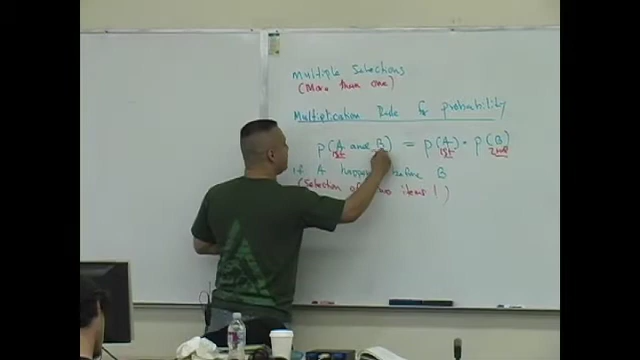 Multiple Selections
(More than one)
Multiplication Rule for probability
P(A and B) = P(A) · P(B)
1st 1st 2nd
if A happens before B
(Selection of two items!)